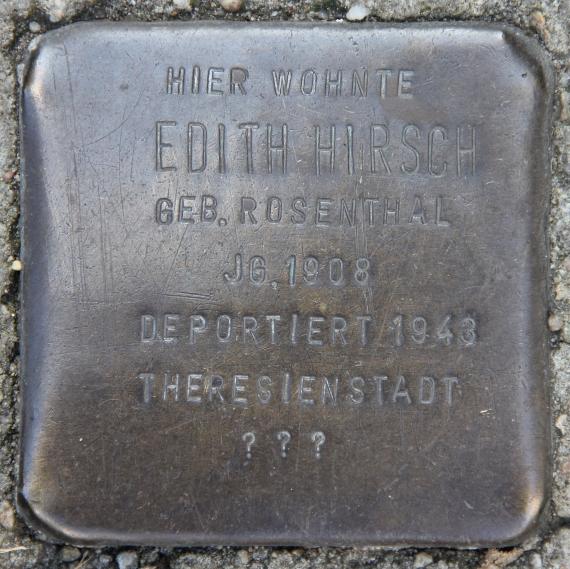 HIER WOHNTE
EDITH HIRSCH
GEB. ROSENTHAL
JG. 1908
DEPORTIERT 1943
THERESIENSTADT
? ? ?